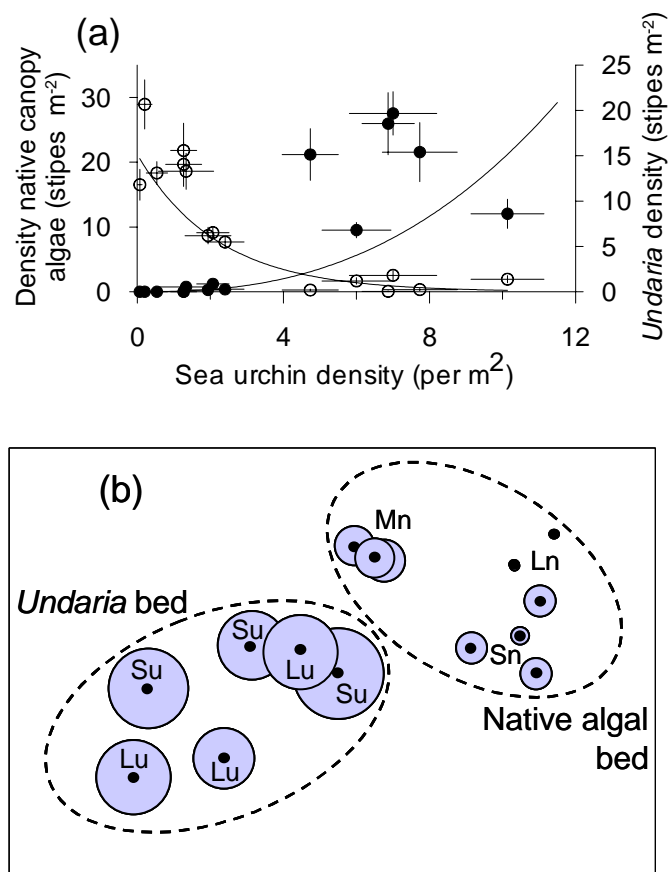 (a)
Density native canopy
algae (stipes m-2)
30
20
10
0
25
20
15
10
5
0
Undaria density (stipes m-2)
0
4
8
12
Sea urchin density (per m2)
(b)
Mn
Ln
Undaria bed
Su
Su
Lu
Su
Sn
Lu
Lu
Native algal
bed